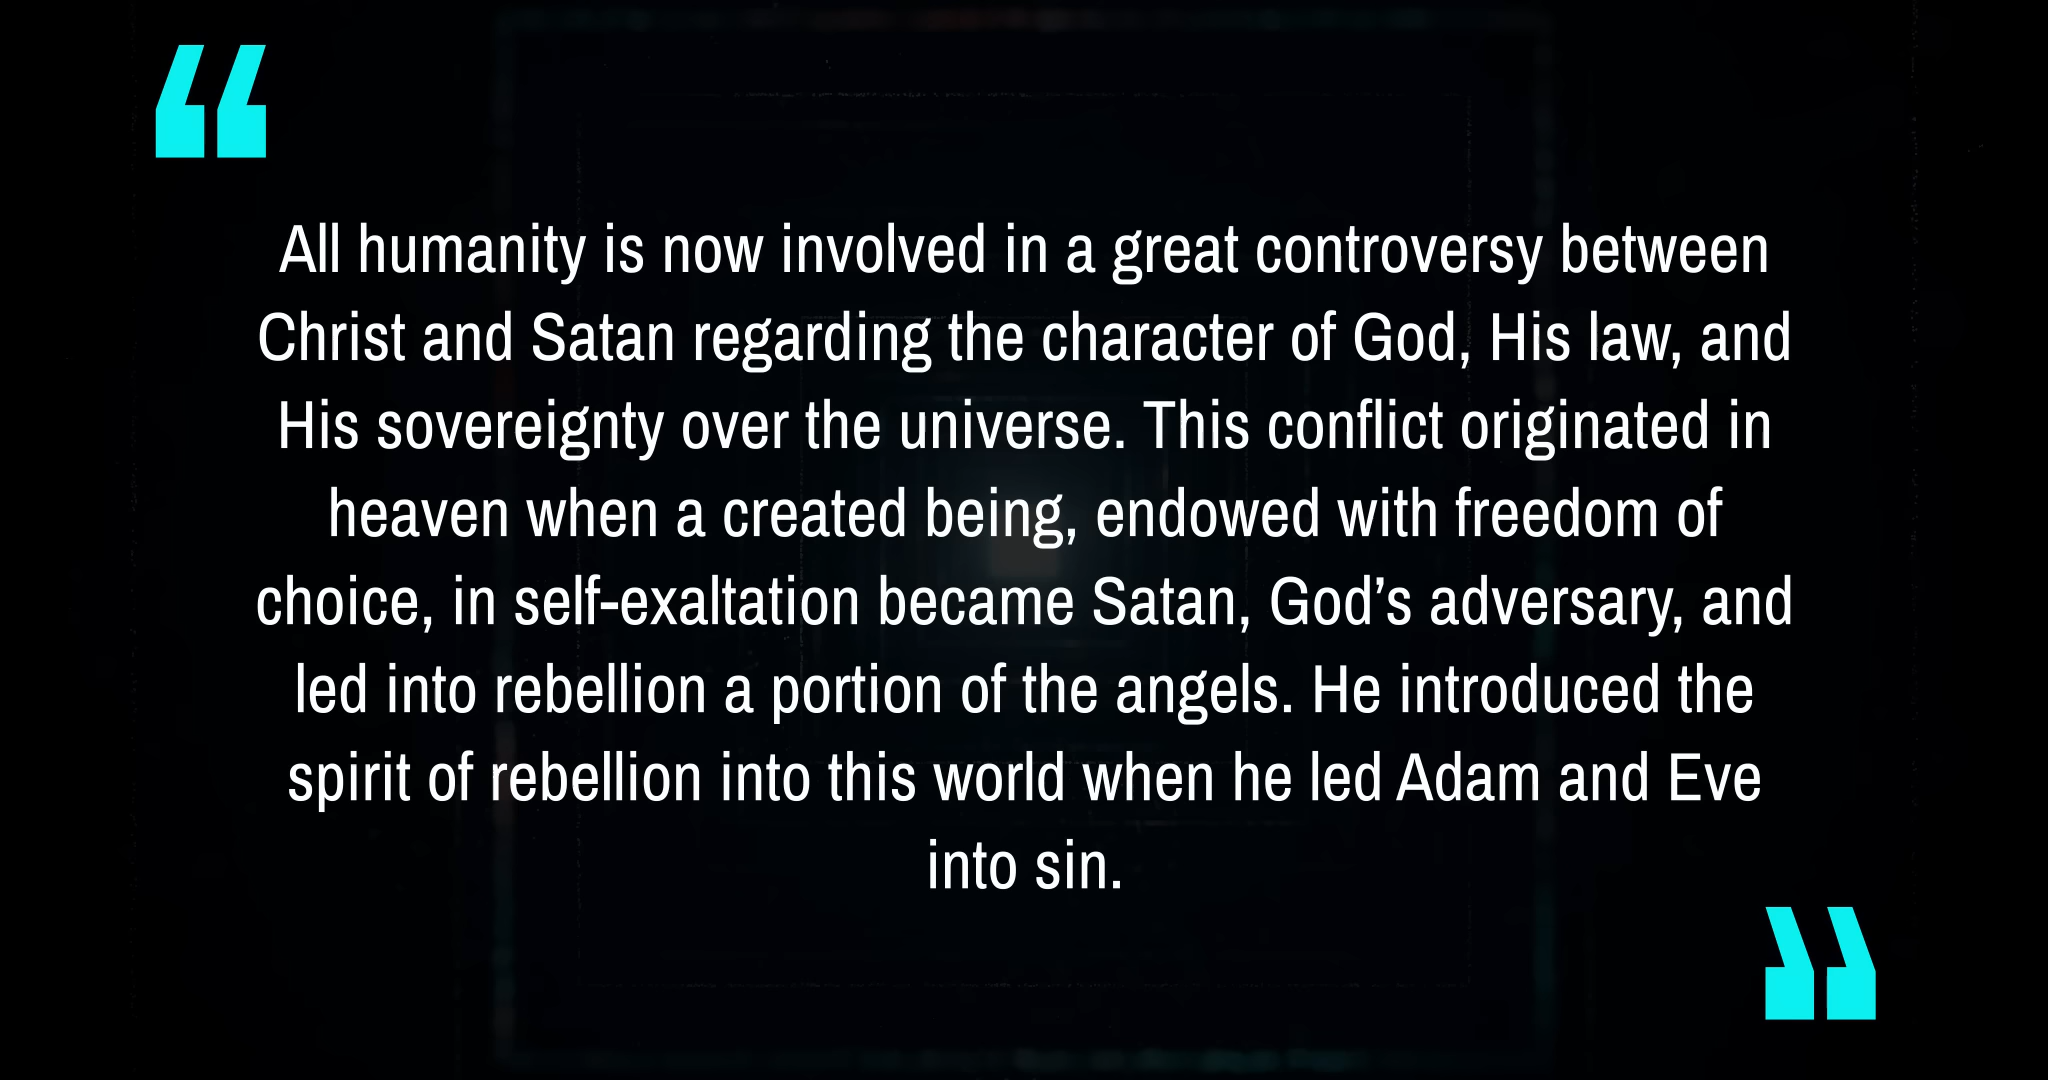 “
All humanity is now involved in a great controversy between
Christ and Satan regarding the character of God, His law, and
His sovereignty over the universe. This conflict originated in
heaven when a created being, endowed with freedom of
choice, in self-exaltation became Satan, God’s adversary, and
led into rebellion a portion of the angels. He introduced the
spirit of rebellion into this world when he led Adam and Eve
into sin.
”